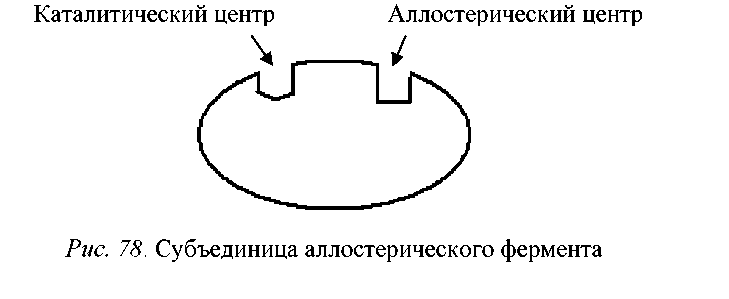 Каталитический центр Аллостерический центр
Рис. 78. Субъединица аллостерического фермента